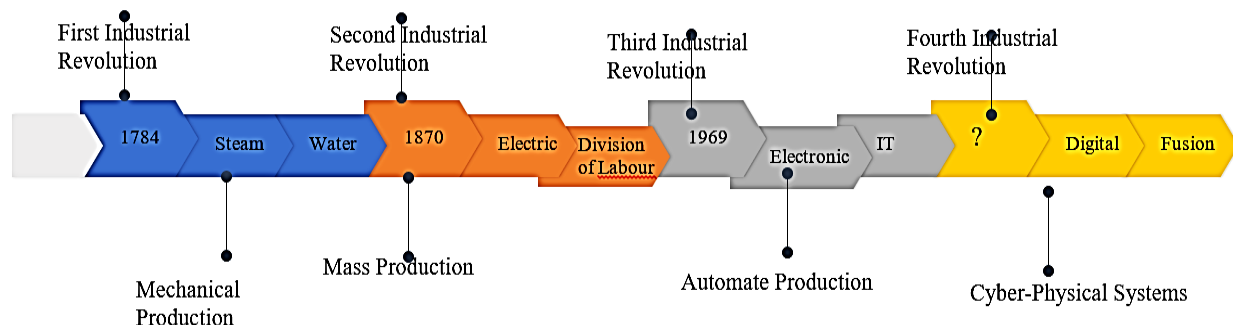 First Industrial
Revolution
Second Industrial
Revolution
Third Industrial
Revolution
Fourth Industrial
Revolution
1784
Steam
Water
1870
Electric
Division
of Labour
1969
Electronic
IT
?
Digital
Fusion
Mechanical
Production
Mass Production
Automate Production
Cyber-Physical Systems